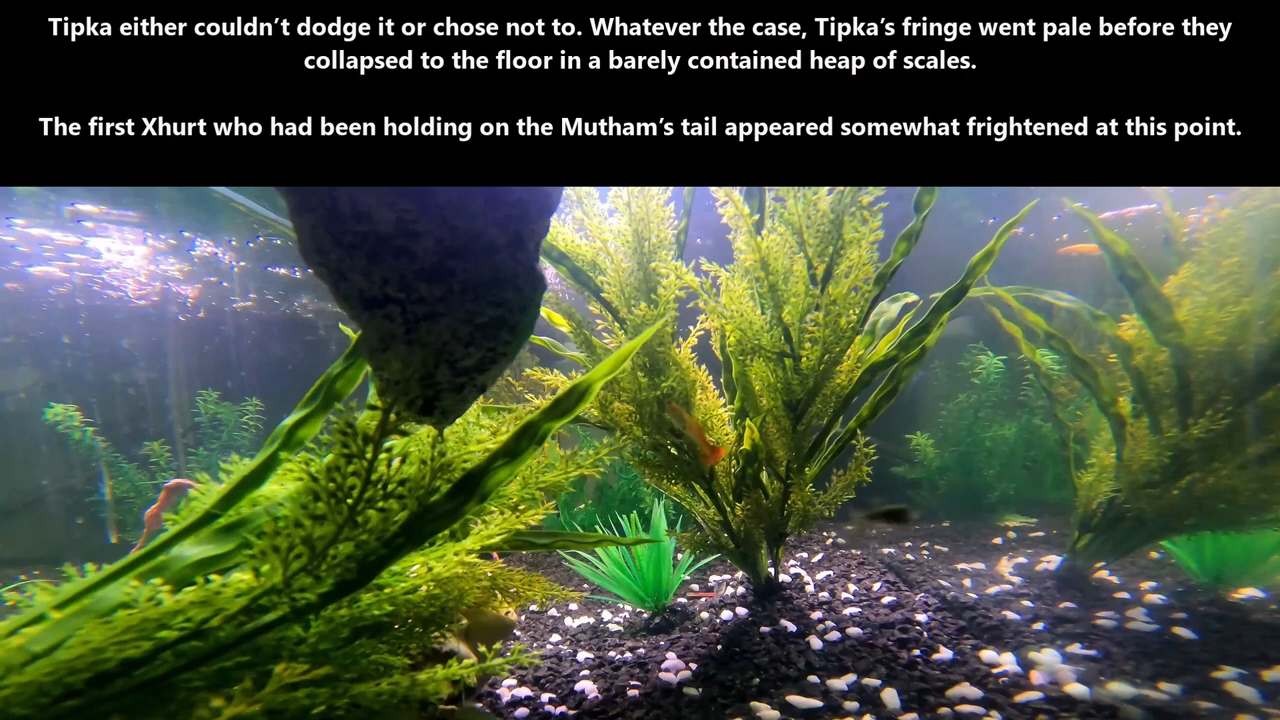 Tipka either couldn’t dodge it or chose not to. Whatever the case, Tipka’s fringe went pale before they
collapsed to the floor in a barely contained heap of scales.
The first Xhurt who had been holding on the Mutham’s tail appeared somewhat frightened at this point.